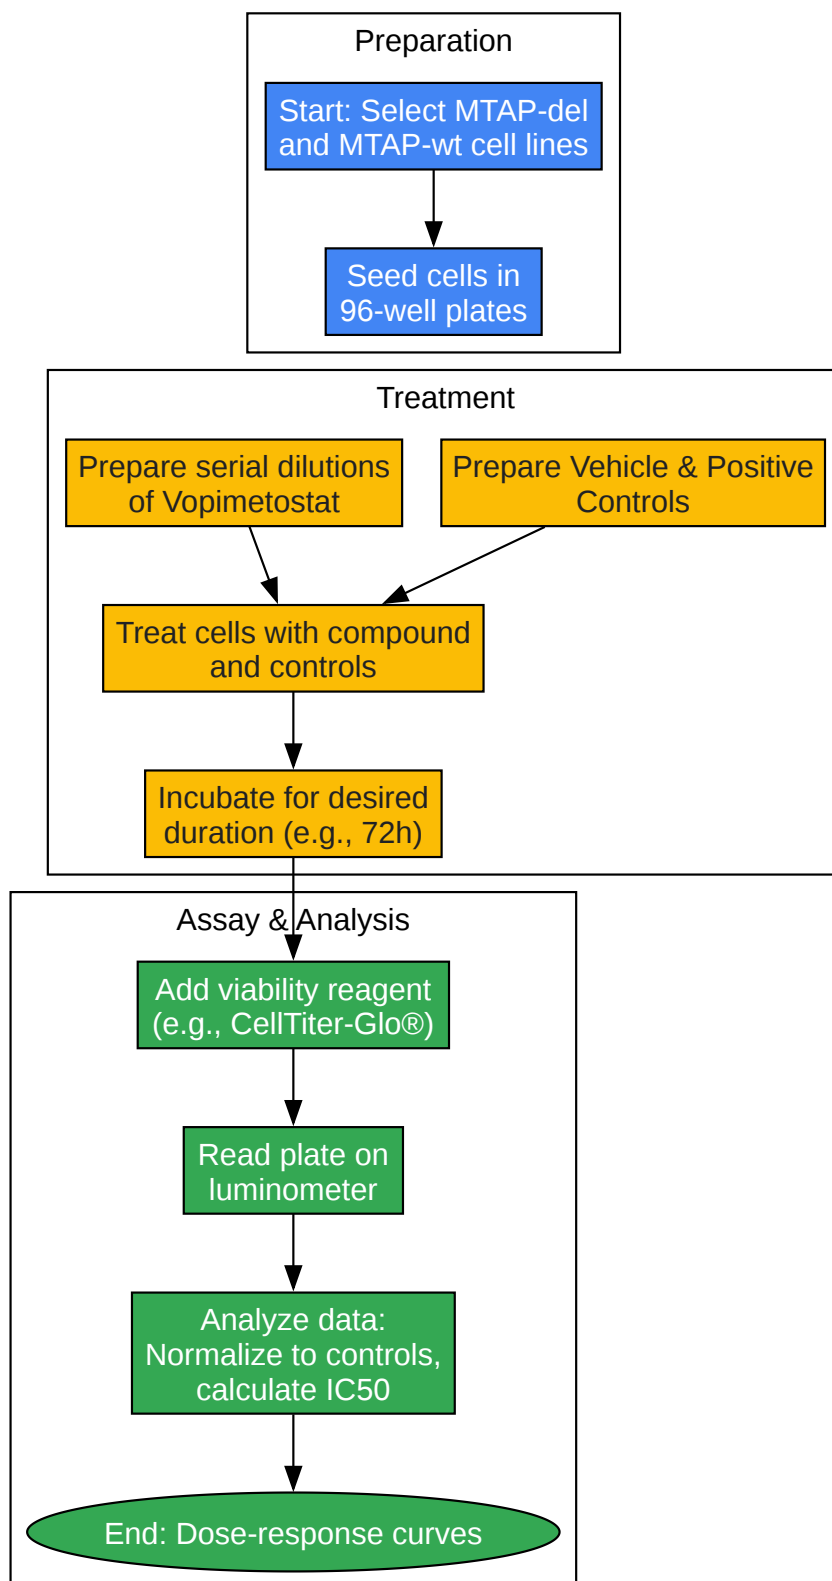 Preparation
Start: Select MTAP-del
and MTAP-wt cell lines
Seed cells in
96-well plates
Treatment
Prepare serial dilutions
of Vopimetostat
Prepare Vehicle & Positive
Controls
Treat cells with compound
and controls
Incubate for desired
duration (e.g., 72h)
Assay & Analysis
Add viability reagent
(e.g., CellTiter-Glo®)
Read plate on
luminometer
Analyze data:
Normalize to controls,
calculate IC50
End: Dose-response curves